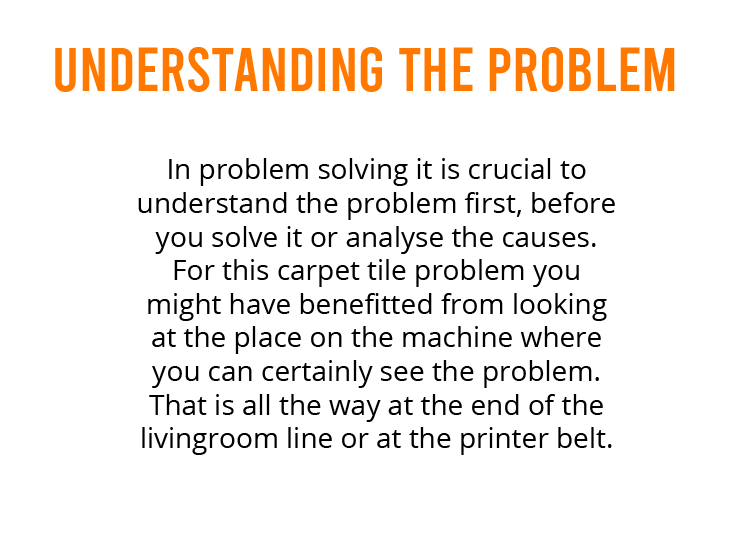 UNDERSTANDING THE PROBLEM
In problem solving it is crucial to
understand the problem first, before
you solve it or analyse the causes.
For this carpet tile problem you
might have benefitted from looking
at the place on the machine where
you can certainly see the problem.
That is all the way at the end of the
livingroom line or at the printer belt.